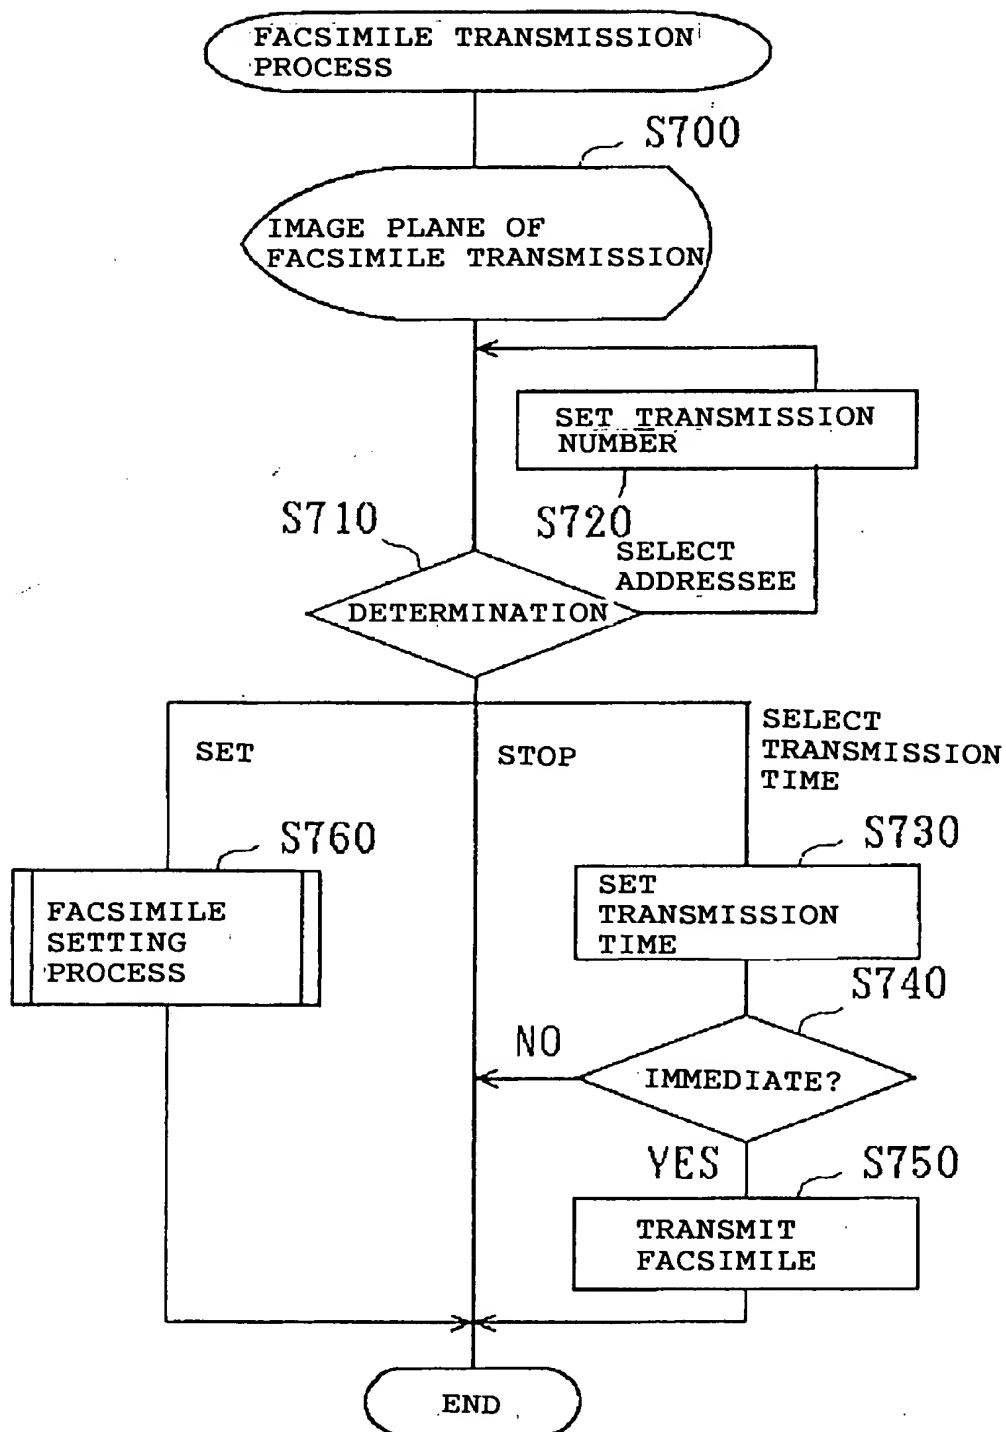 FACSIMILE TRANSMISSION
PROCESS
S700
IMAGE PLANE OF
FACSIMILE TRANSMISSION
SET TRANSMISSION
NUMBER
S720
S710
SELECT
ADDRESSEE
DETERMINATION
SET
STOP
SELECT
TRANSMISSION
TIME
S760
S730
FACSIMILE
SETTING
PROCESS
SET
TRANSMISSION
TIME
S740
NO
IMMEDIATE?
YES
S750
TRANSMIT
FACSIMILE
END